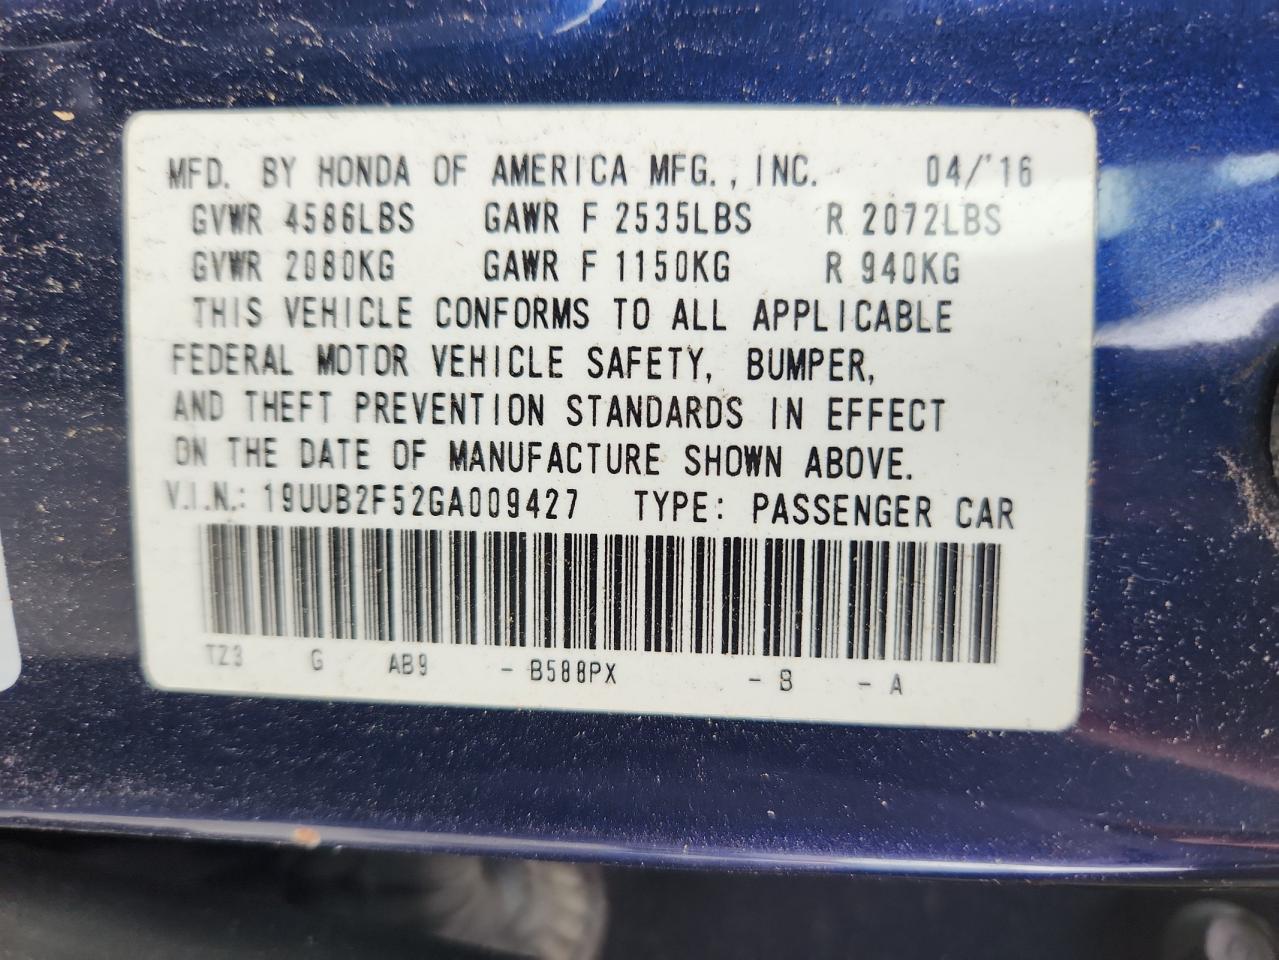 MFD. BY HONDA OF AMERICA MFG., INC. 04/'16
GVWR 4586LBS GAWR F 2535LBS R 2072LBS
GVWR 2080KG GAWR F 1150KG R 940KG
THIS VEHICLE CONFORMS TO ALL APPLICABLE
FEDERAL MOTOR VEHICLE SAFETY, BUMPER,
AND THEFT PREVENTION STANDARDS IN EFFECT
ON THE DATE OF MANUFACTURE SHOWN ABOVE.
V.I.N.: 19UUB2F52GA009427 TYPE: PASSENGER CAR
TZ3 G AB9 - B588PX - B - A